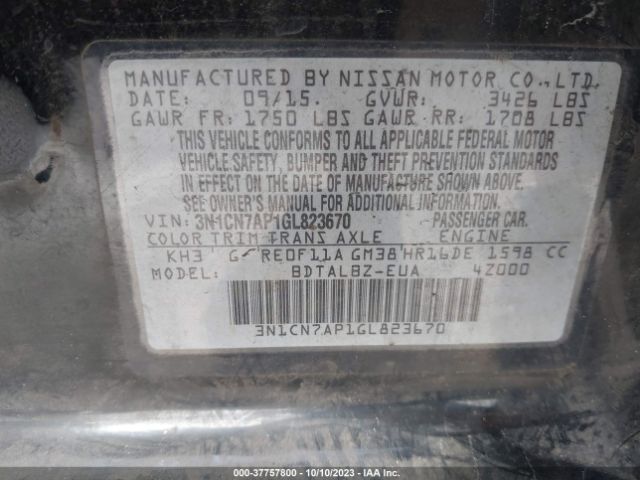 MANUFACTURED BY NISSAN MOTOR CO., LTD.
DATE: 09/15. GVWR: 3426 LBS
GAWR FR: 1750 LBS GAWR RR: 1708 LBS
THIS VEHICLE CONFORMS TO ALL APPLICABLE FEDERAL MOTOR
VEHICLE SAFETY, BUMPER AND THEFT PREVENTION STANDARDS
IN EFFECT ON THE DATE OF MANUFACTURE SHOWN ABOVE.
SEE OWNER'S MANUAL FOR ADDITIONAL INFO.
VIN: 3N1CN7AP1GL823670 PASSENGER CAR.
COLOR TRIM TRANS AXLE ENGINE
KH3 G RE0F11A GM38 HR16DE 1598 CC
MODEL: BDTALBZ-EUA 4Z000
3N1CN7AP1GL823670
000-37757800 - 10/10/2023 - IAA Inc.